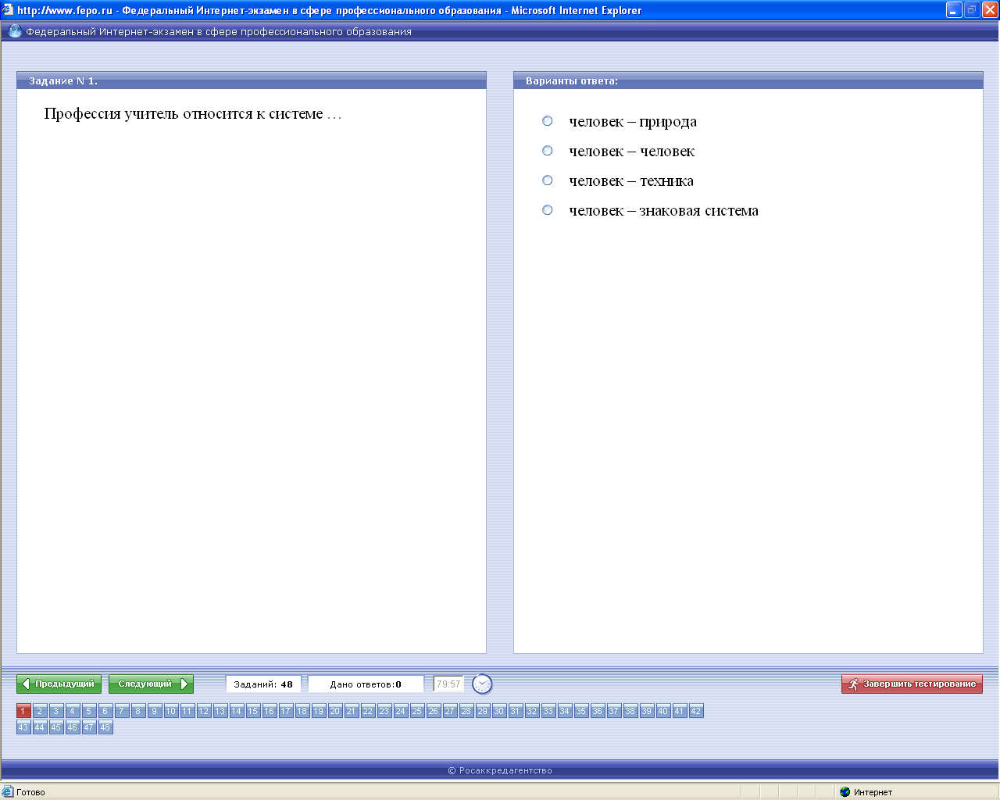 http://www.fepo.ru - Федеральный Интернет-экзамен в сфере профессионального образования - Microsoft Internet Explorer
Федеральный Интернет-экзамен в сфере профессионального образования
Задание N 1.
Профессия учитель относится к системе …
Варианты ответа:
человек – природа
человек – человек
человек – техника
человек – знаковая система
Предыдущий
Следующий
Заданий: 48
Дано ответов:0
79:57
Завершить тестирование
1 2 3 4 5 6 7 8 9 10 11 12 13 14 15 16 17 18 19 20 21 22 23 24 25 26 27 28 29 30 31 32 33 34 35 36 37 38 39 40 41 42
43 44 45 46 47 48
© Росаккредагентство
Готово
Интернет